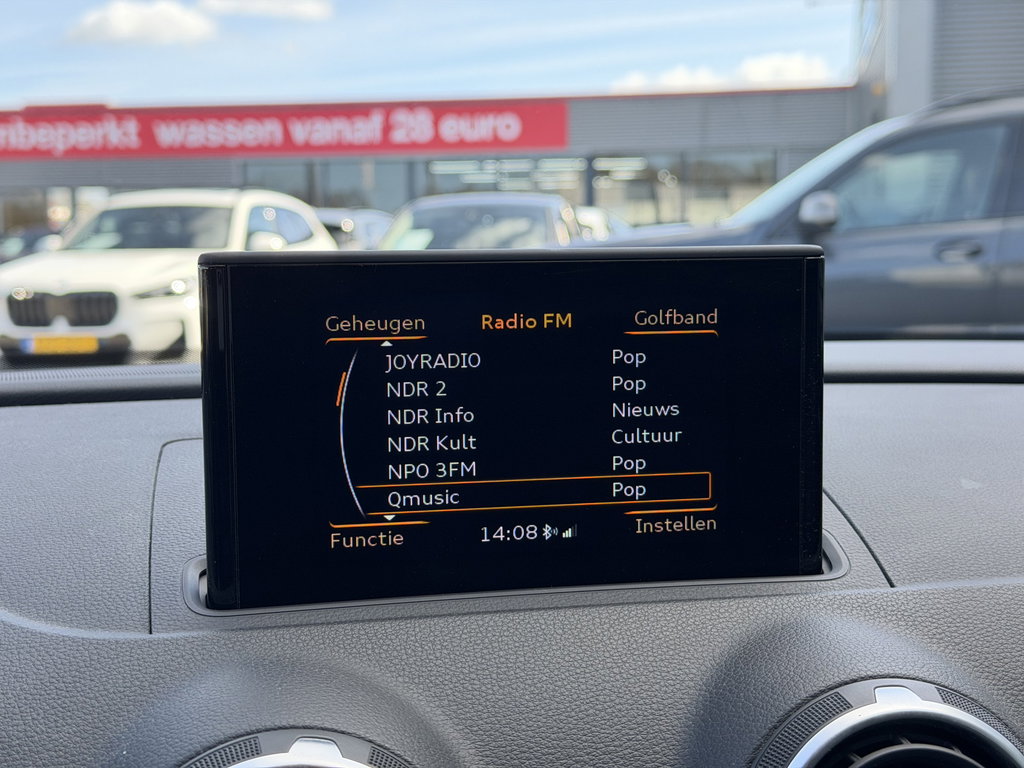 nbeperkt wassen vanaf 28 euro
Geheugen Radio FM Golfband
JOYRADIO Pop
NDR 2 Pop
NDR Info Nieuws
NDR Kult Cultuur
NPO 3FM Pop
Qmusic Pop
Functie 14:08 Instellen